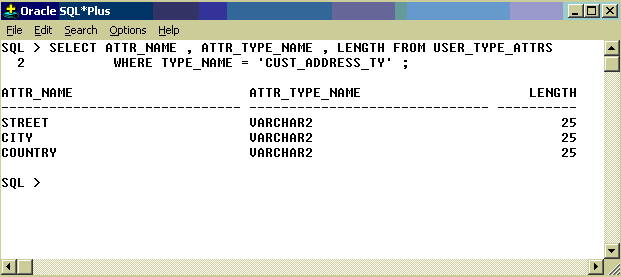 Oracle SQL*Plus
File Edit Search Options Help
SQL > SELECT ATTR_NAME , ATTR_TYPE_NAME , LENGTH FROM USER_TYPE_ATTRS
2 WHERE TYPE_NAME = 'CUST_ADDRESS_TY' ;
ATTR_NAME ATTR_TYPE_NAME LENGTH
------------------------------ ------------------------------ ----------
STREET VARCHAR2 25
CITY VARCHAR2 25
COUNTRY VARCHAR2 25
SQL >